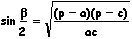 sin β/2 = √((p – a)(p – c)/ac)